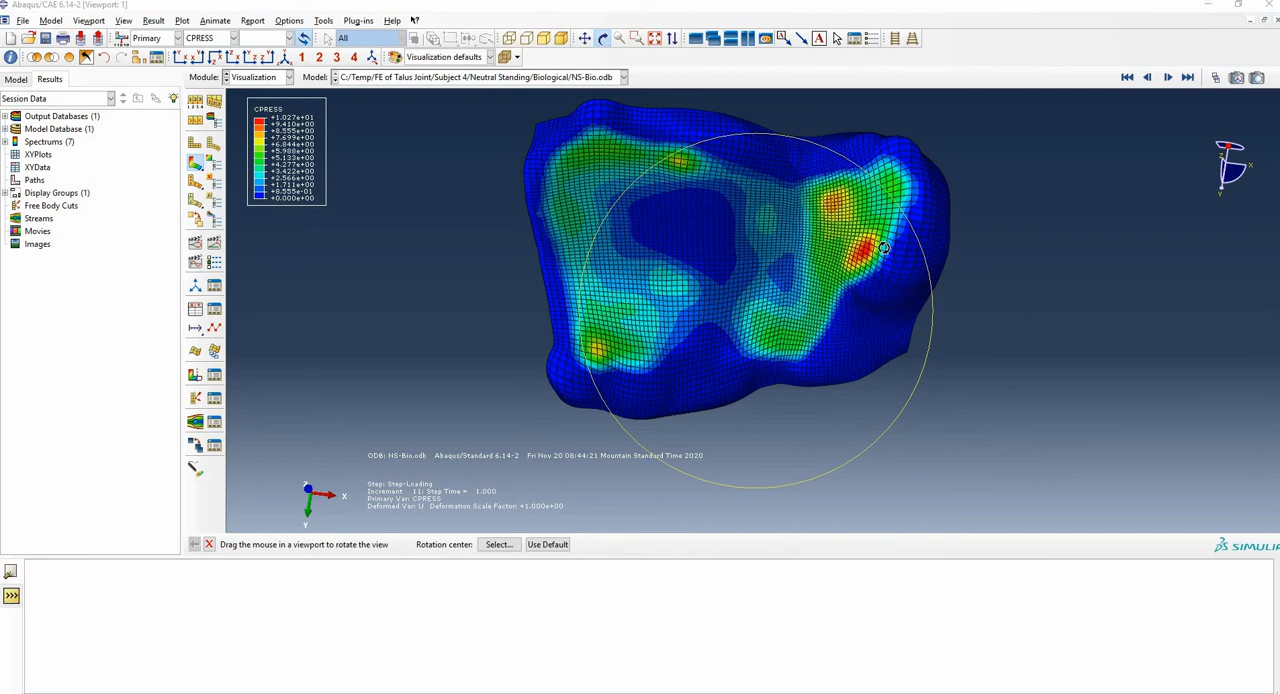 Abaqus/CAE 6.14-2 [Viewport: 1]
File Model Viewport View Result Plot Animate Report Options Tools Plug-ins Help
Primary CPRESS All
1 2 3 4 Visualization defaults
Model Results Module: Visualization Model: C:/Temp/FE of Talus Joint/Subject 4/Neutral Standing/Biological/NS-Bio.odb
Session Data
Output Databases (1)
Model Database (1)
Spectrums (7)
XYPlots
XYData
Paths
Display Groups (1)
Free Body Cuts
Streams
Movies
Images
CPRESS
+1.027e+01
+9.410e+00
+8.555e+00
+7.699e+00
+6.844e+00
+5.988e+00
+5.133e+00
+4.277e+00
+3.422e+00
+2.566e+00
+1.711e+00
+8.555e-01
+0.000e+00
X
Y
Z
ODB: NS-Bio.odb Abaqus/Standard 6.14-2 Fri Nov 20 08:44:21 Mountain Standard Time 2020
Step: Step-Loading
Increment 11: Step Time = 1.000
Primary Var: CPRESS
Deformed Var: U Deformation Scale Factor: +1.000e+00
Z
X
Y
Drag the mouse in a viewport to rotate the view Rotation center: Select... Use Default
SIMULIA
>>>